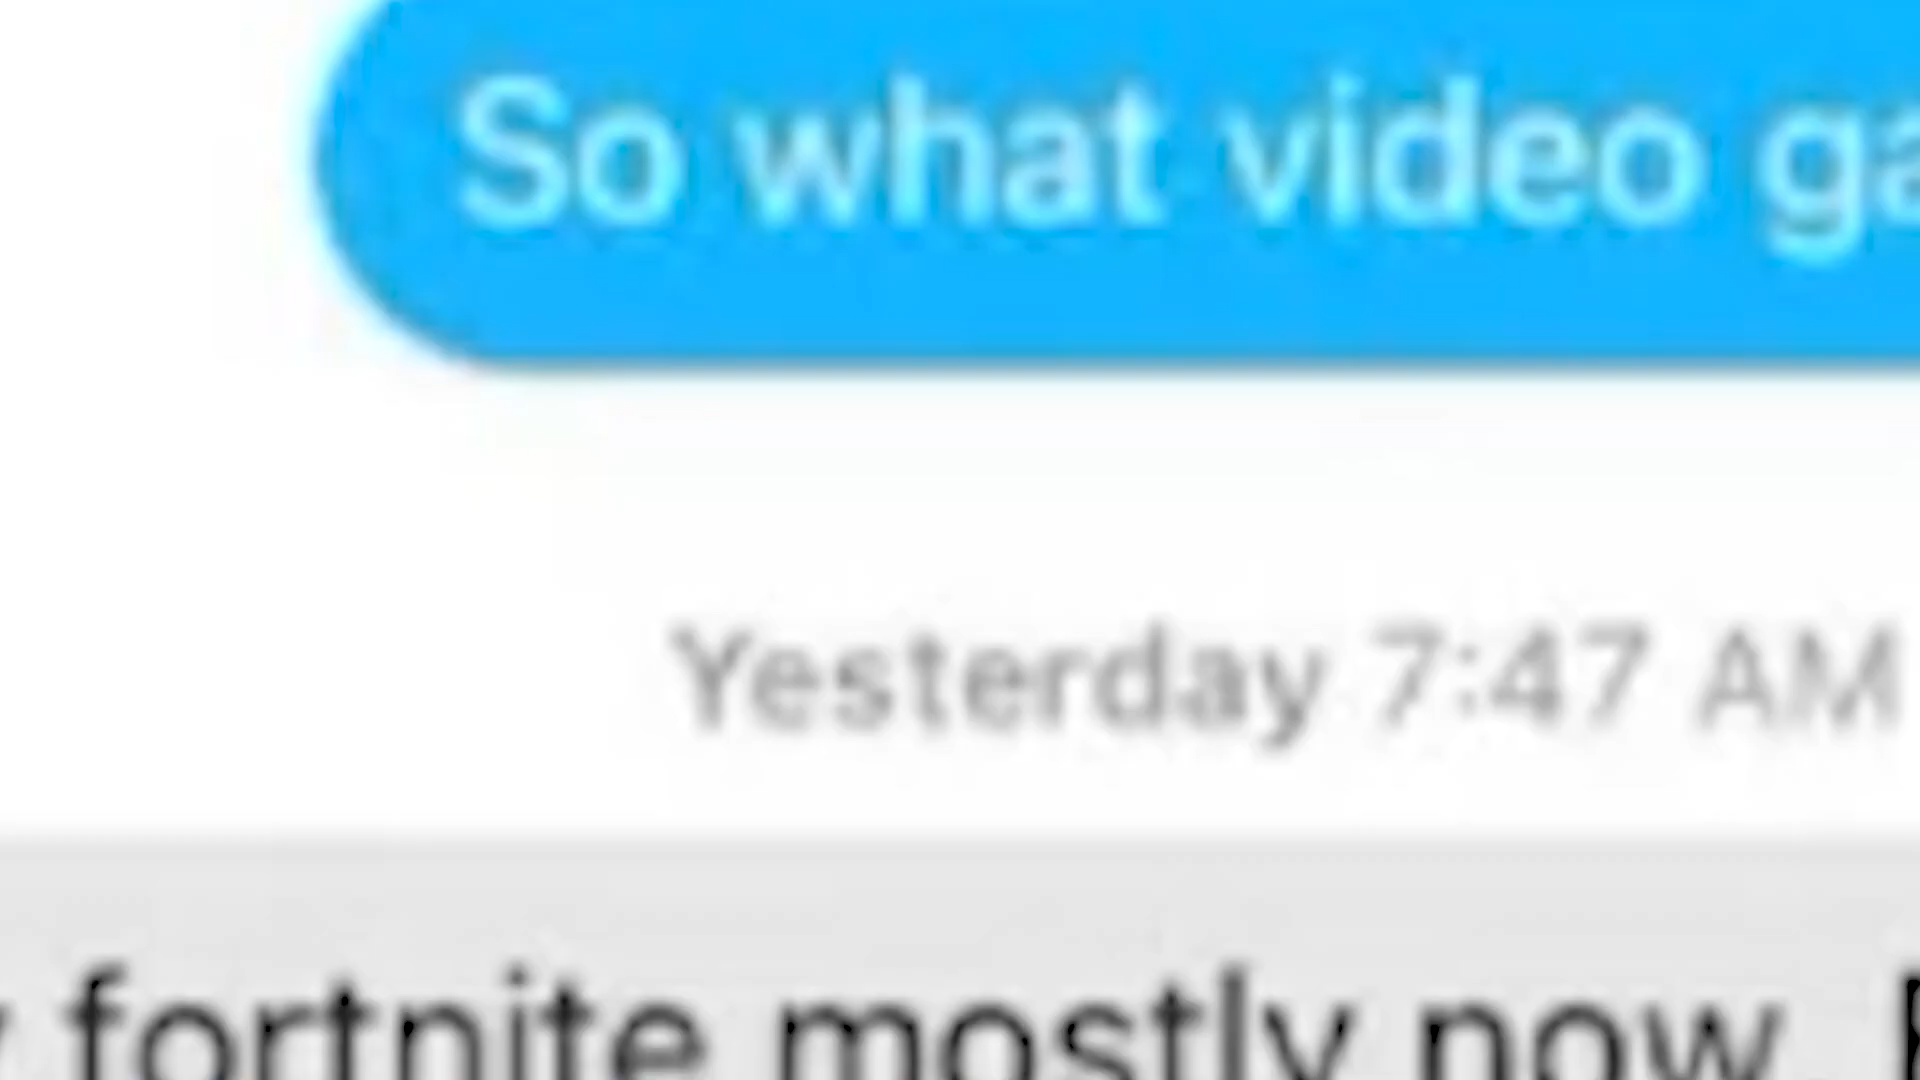 So what video ga
Yesterday 7:47 AM
fortnite mostly now.